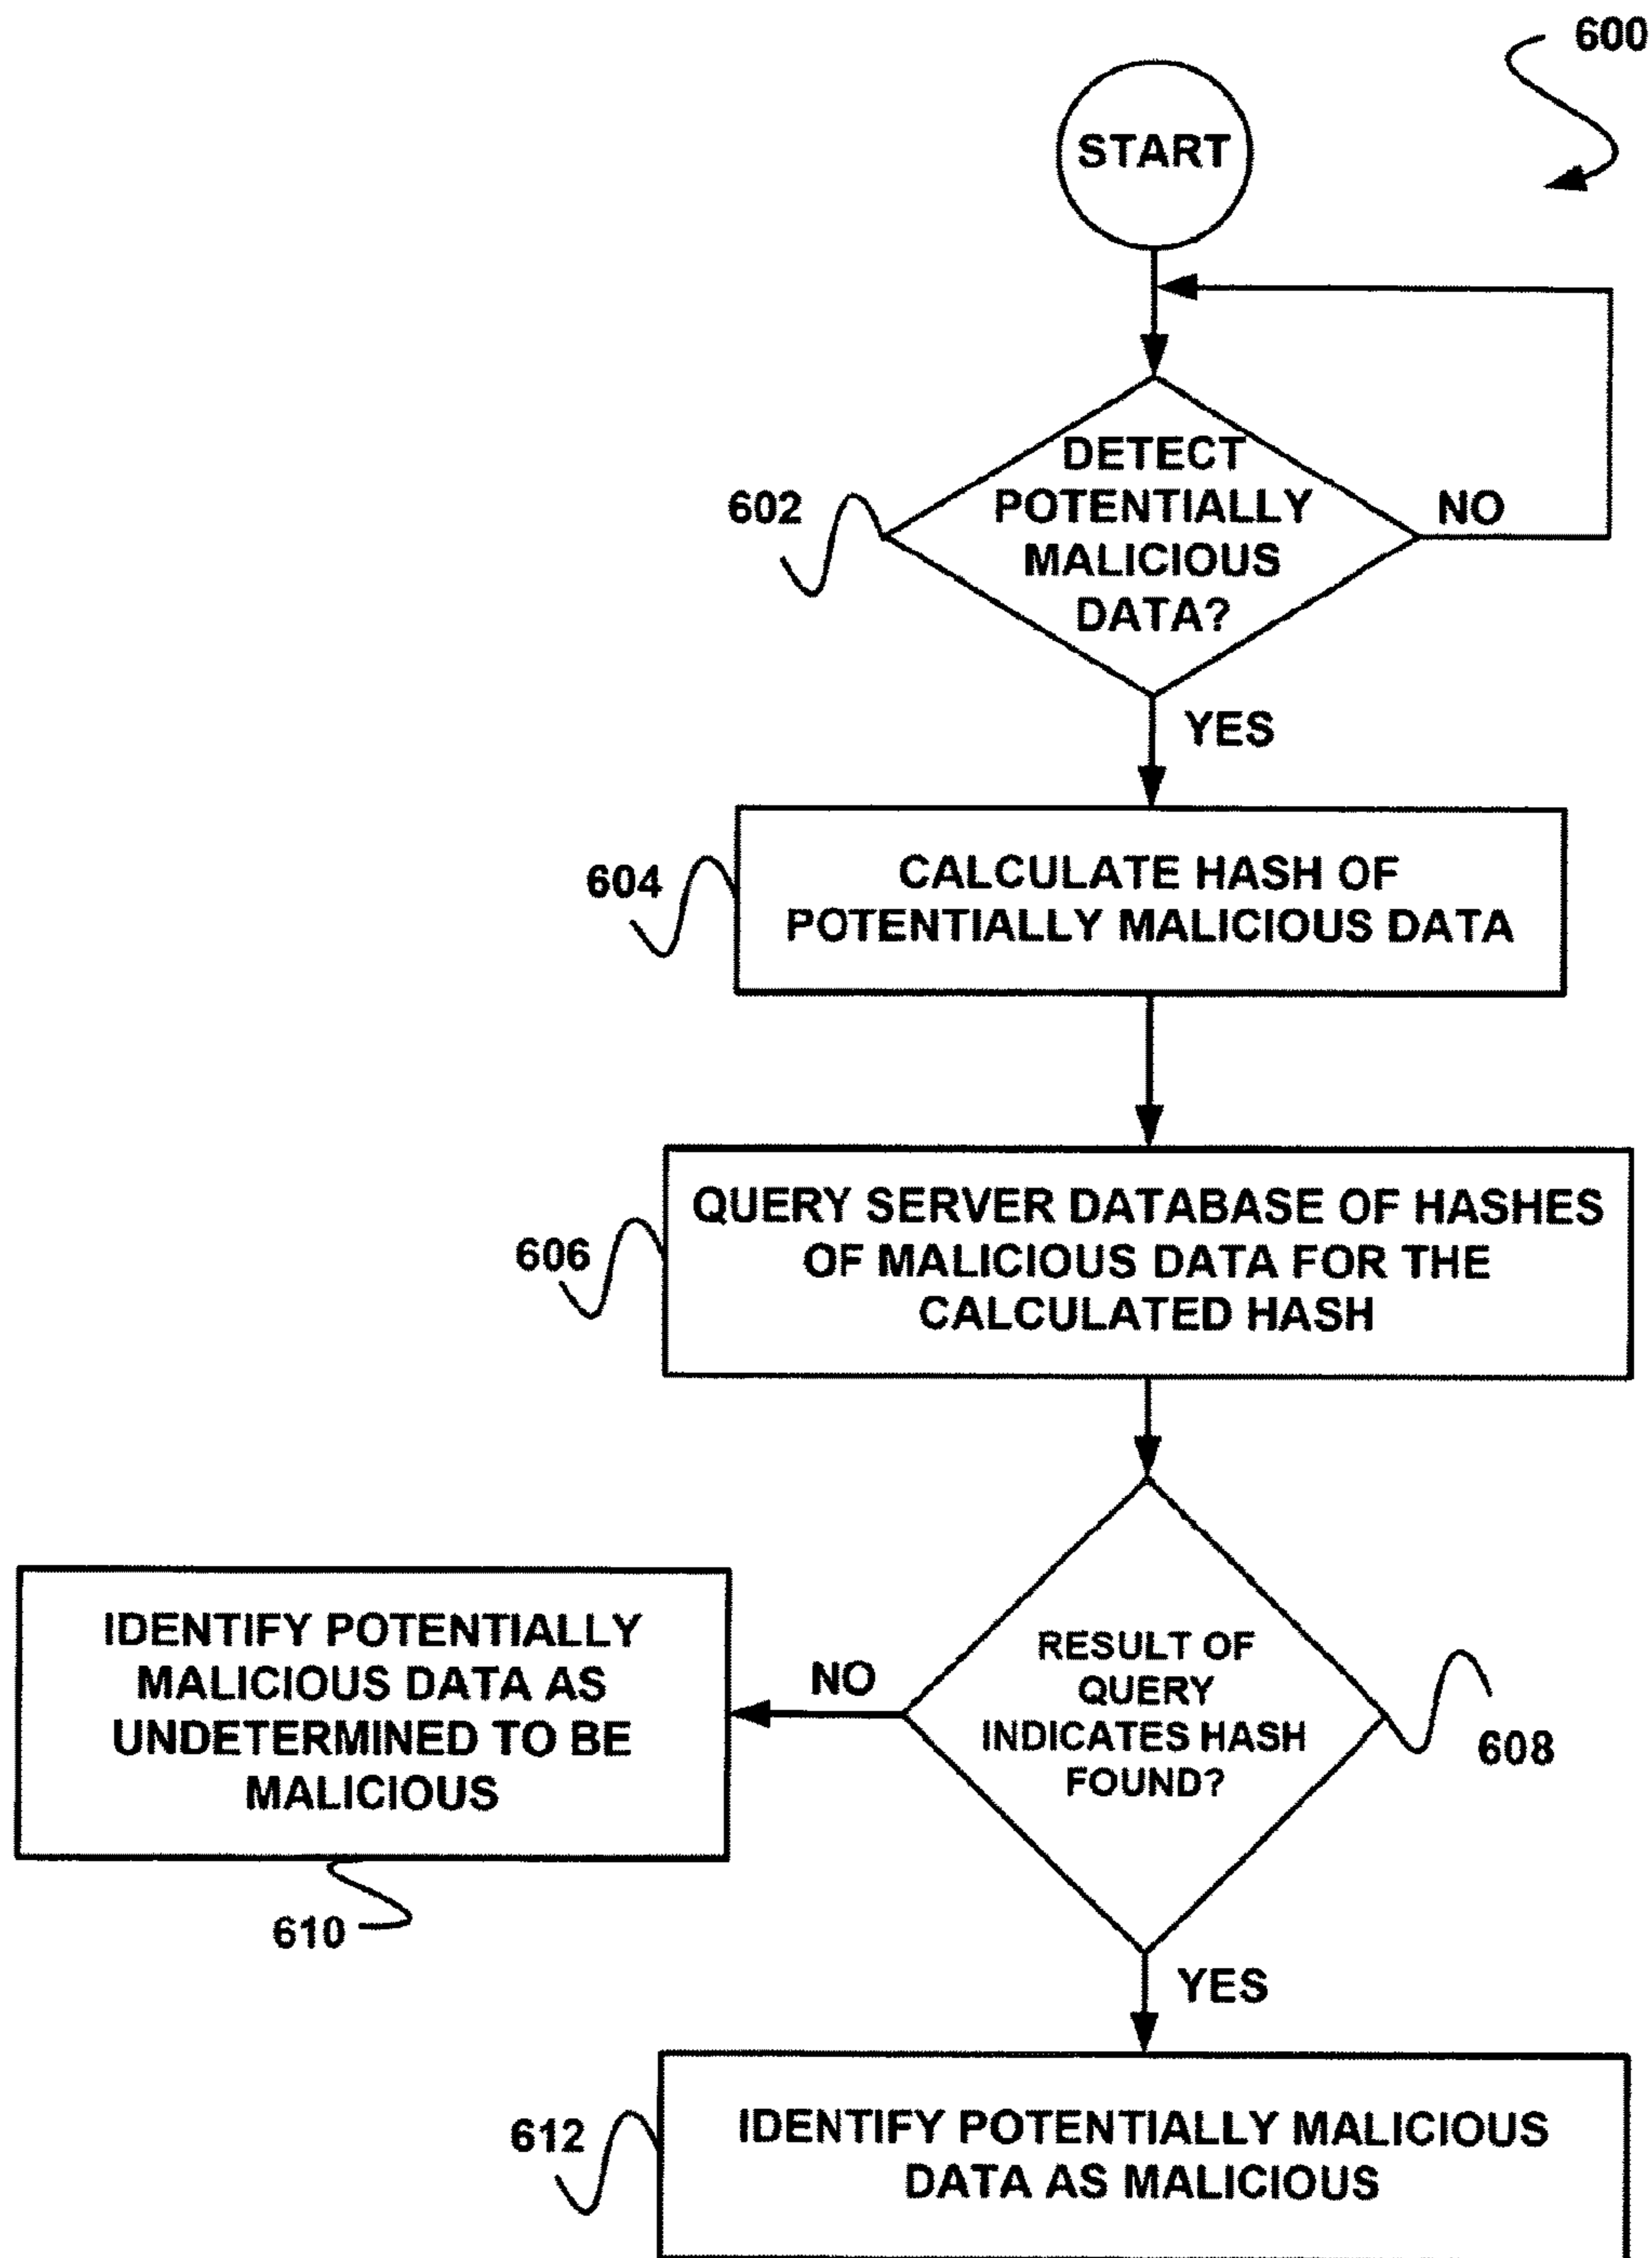 600
START
DETECT
POTENTIALLY
MALICIOUS
DATA?
602
NO
YES
604
CALCULATE HASH OF
POTENTIALLY MALICIOUS DATA
606
QUERY SERVER DATABASE OF HASHES
OF MALICIOUS DATA FOR THE
CALCULATED HASH
RESULT OF
QUERY
INDICATES HASH
FOUND?
608
NO
IDENTIFY POTENTIALLY
MALICIOUS DATA AS
UNDETERMINED TO BE
MALICIOUS
610
YES
612
IDENTIFY POTENTIALLY MALICIOUS
DATA AS MALICIOUS